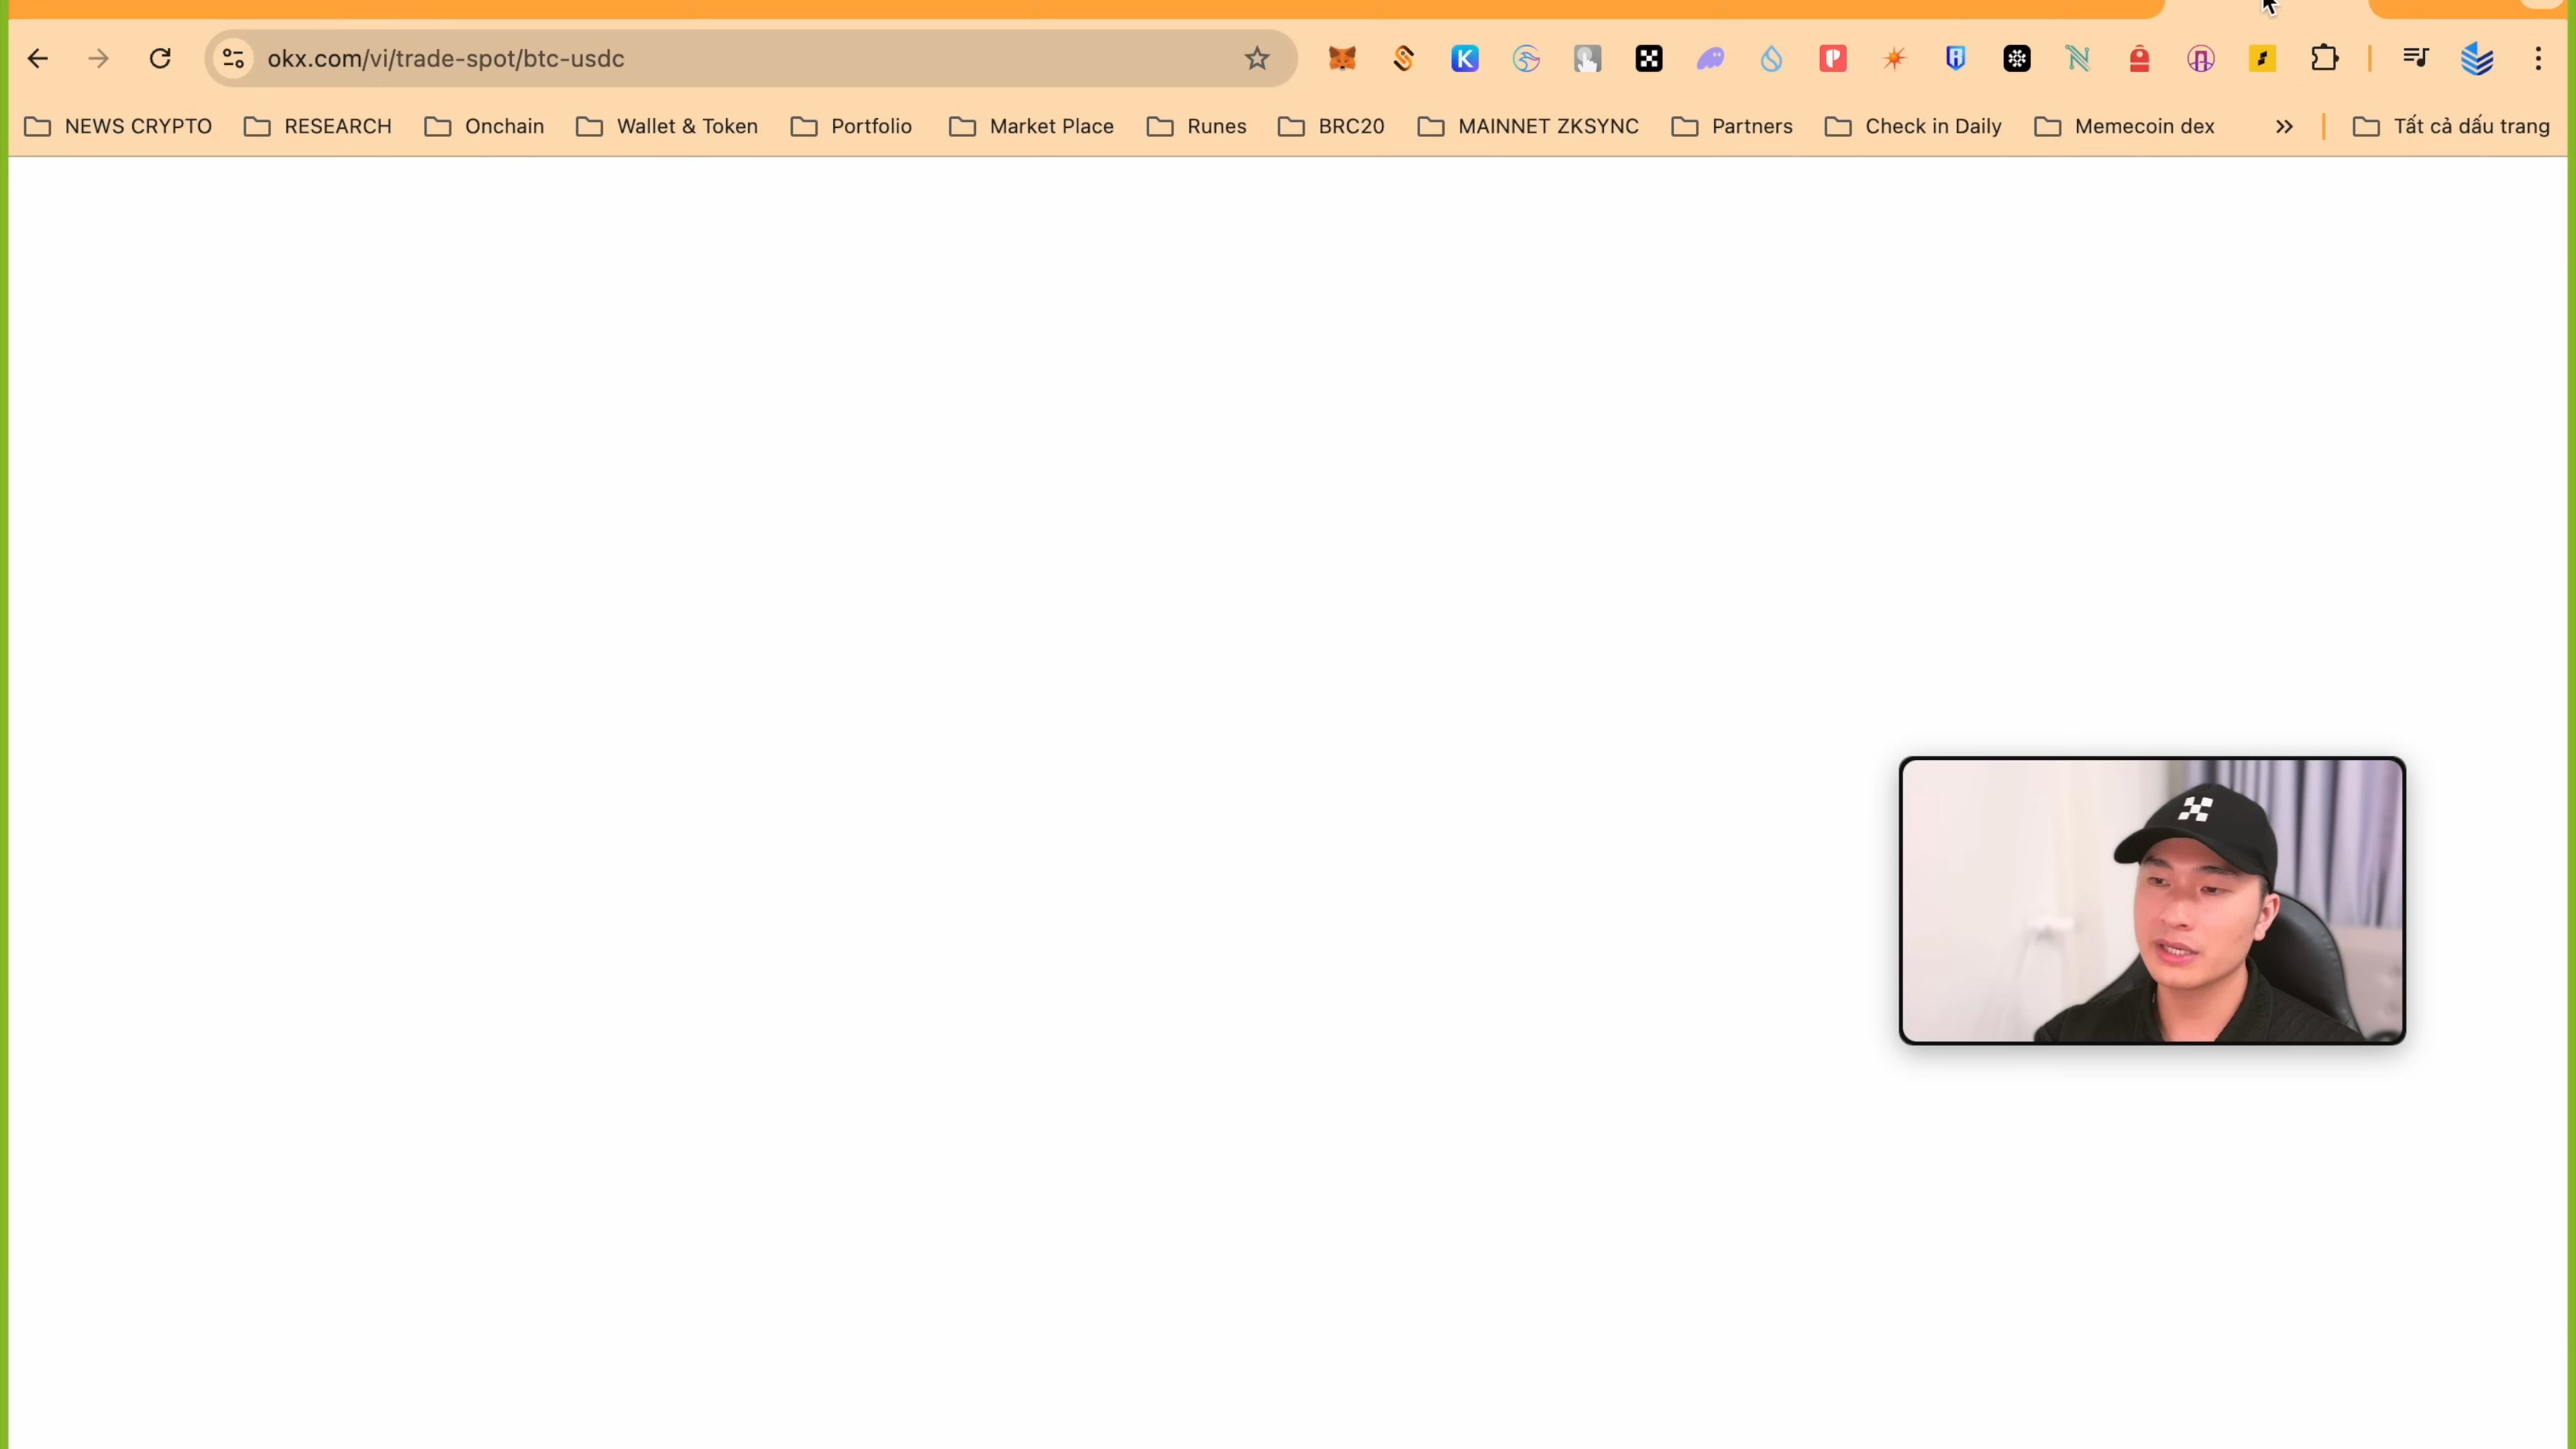 okx.com/vi/trade-spot/btc-usdc
NEWS CRYPTO RESEARCH Onchain Wallet & Token Portfolio Market Place Runes BRC20 MAINNET ZKSYNC Partners Check in Daily Memecoin dex Tất cả dấu trang